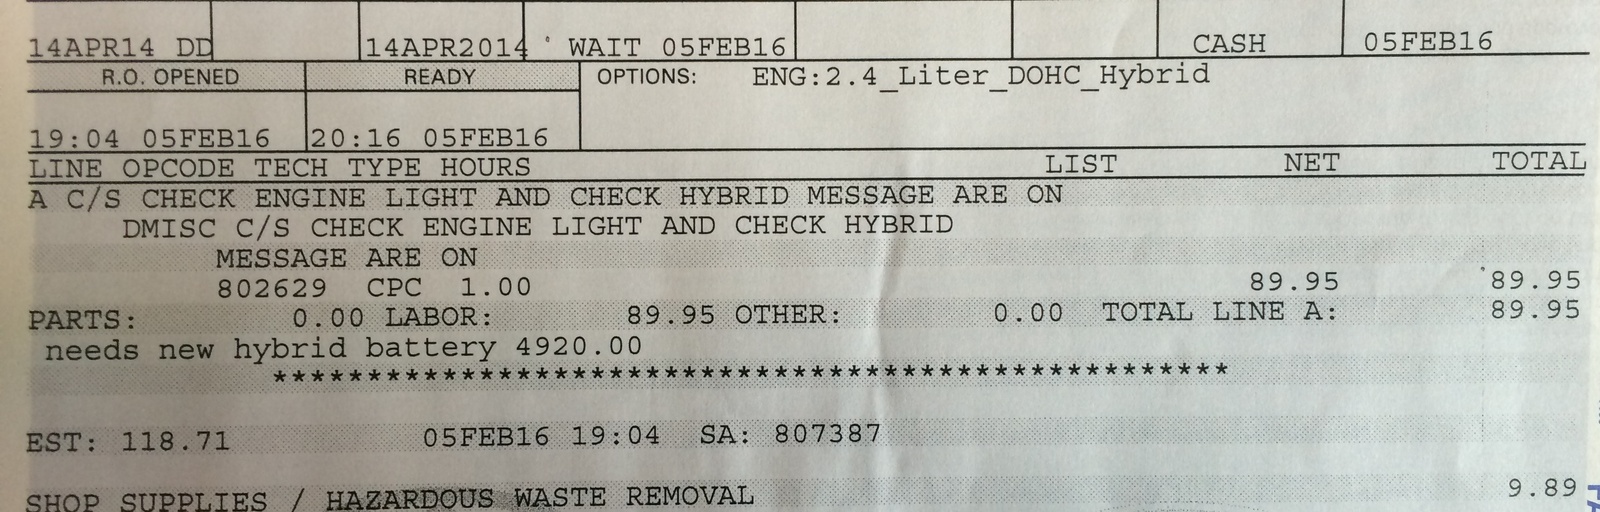 14APR14 DD 14APR2014 WAIT 05FEB16 CASH 05FEB16
R.O. OPENED READY OPTIONS: ENG:2.4_Liter_DOHC_Hybrid
19:04 05FEB16 20:16 05FEB16
LINE OPCODE TECH TYPE HOURS LIST NET TOTAL
A C/S CHECK ENGINE LIGHT AND CHECK HYBRID MESSAGE ARE ON
DMISC C/S CHECK ENGINE LIGHT AND CHECK HYBRID
MESSAGE ARE ON
802629 CPC 1.00 89.95 89.95
PARTS: 0.00 LABOR: 89.95 OTHER: 0.00 TOTAL LINE A: 89.95
needs new hybrid battery 4920.00
***************************************************
EST: 118.71 05FEB16 19:04 SA: 807387
SHOP SUPPLIES / HAZARDOUS WASTE REMOVAL 9.89